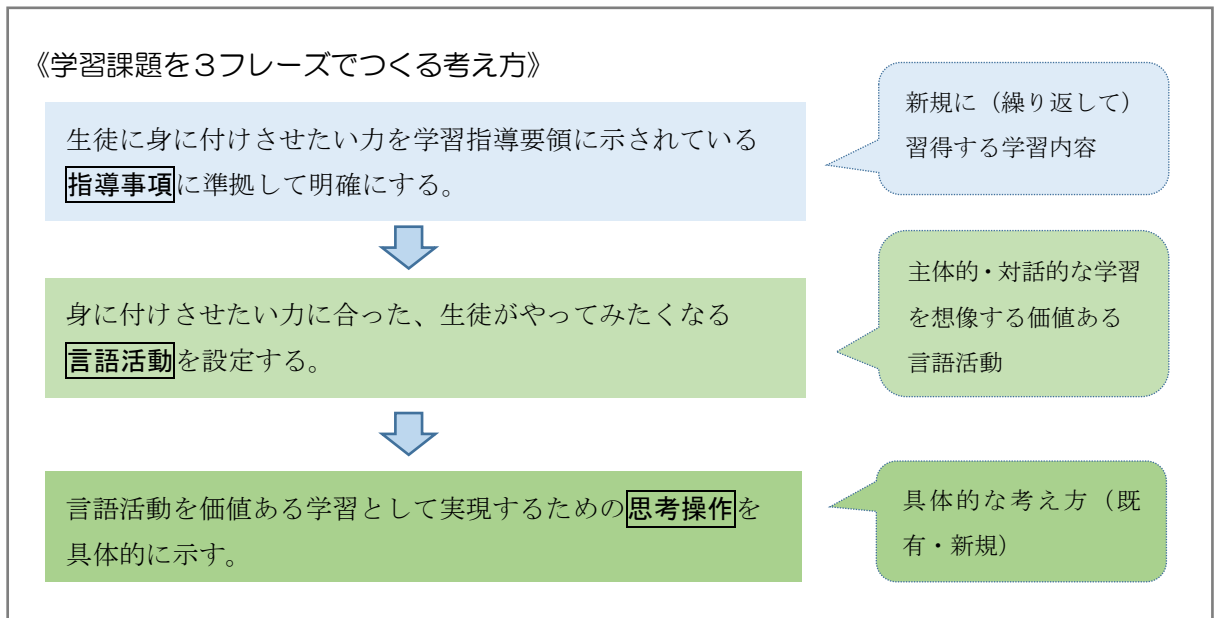 《学習課題を３フレーズでつくる考え方》
生徒に身に付けさせたい力を学習指導要領に示されている
指導事項に準拠して明確にする。
新規に（繰り返して）
習得する学習内容
身に付けさせたい力に合った、生徒がやってみたくなる
言語活動を設定する。
主体的・対話的な学習
を想像する価値ある
言語活動
言語活動を価値ある学習として実現するための思考操作を
具体的に示す。
具体的な考え方（既
有・新規）